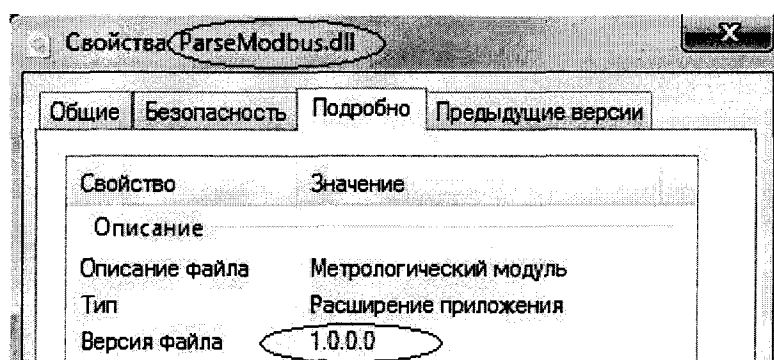 Свойства: ParseModbus.dll
Общие Безопасность Подробно Предыдущие версии
Свойство Значение
Описание
Описание файла Метрологический модуль
Тип Расширение приложения
Версия файла 1.0.0.0